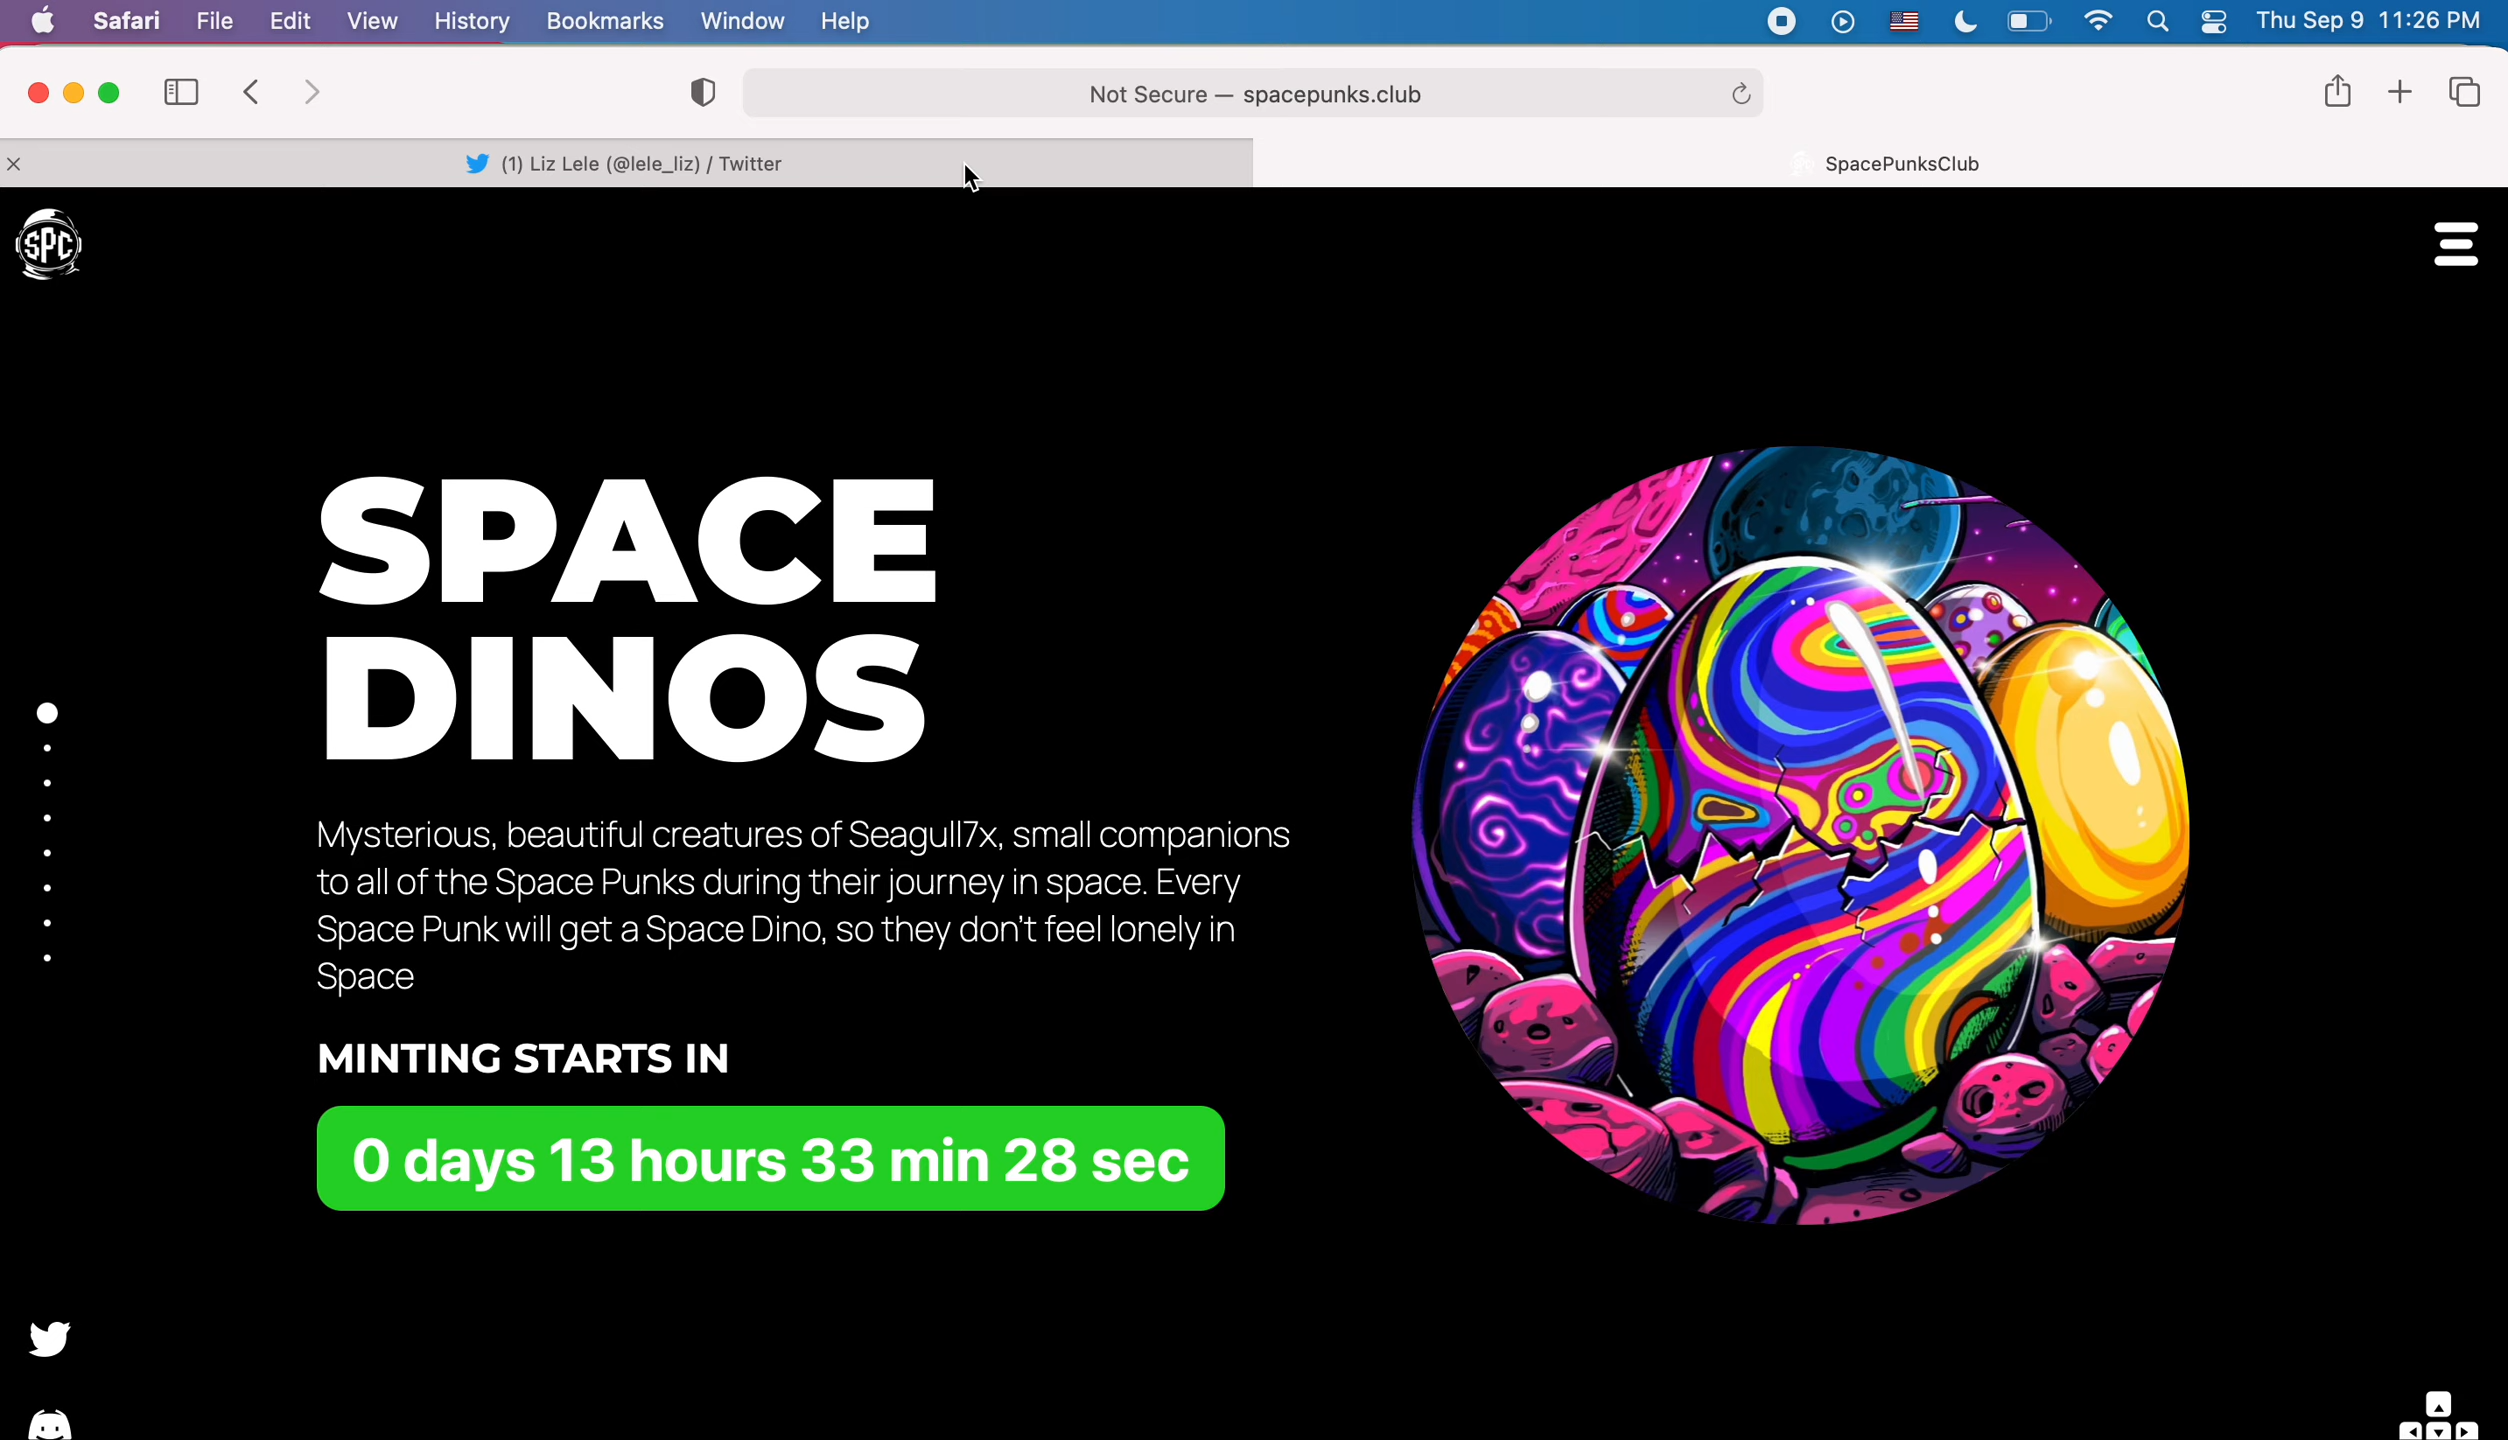 Safari File Edit View History Bookmarks Window Help Thu Sep 9 11:26 PM
Not Secure — spacepunks.club
(1) Liz Lele (@lele_liz) / Twitter
SpacePunksClub
SPC
SPACE
DINOS
Mysterious, beautiful creatures of Seagull7x, small companions
to all of the Space Punks during their journey in space. Every
Space Punk will get a Space Dino, so they don't feel lonely in
Space
MINTING STARTS IN
0 days 13 hours 33 min 28 sec